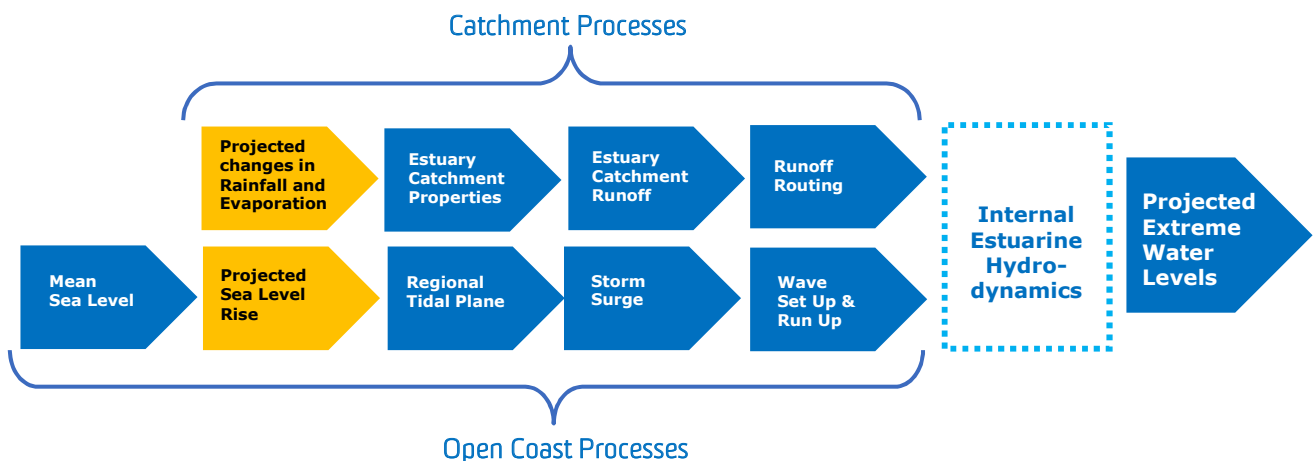 Catchment Processes
Projected
changes in
Rainfall and
Evaporation
Estuary
Catchment
Properties
Estuary
Catchment
Runoff
Runoff
Routing
Mean
Sea Level
Projected
Sea Level
Rise
Regional
Tidal Plane
Storm
Surge
Wave
Set Up &
Run Up
Internal
Estuarine
Hydro-
dynamics
Projected
Extreme
Water
Levels
Open Coast Processes